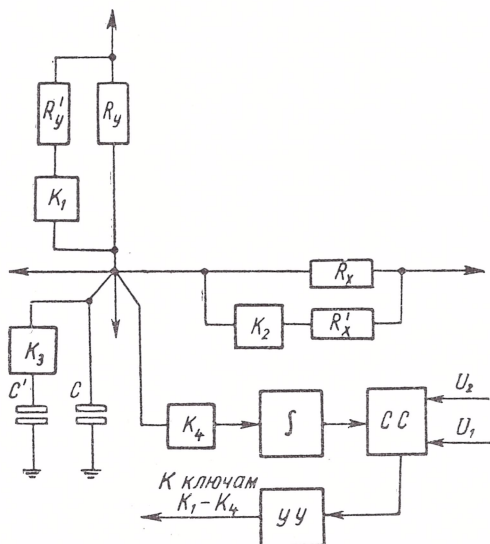 R'y Ry
K1
Rx
K2 R'x
K3
C' C
K4 ∫ CC
U2
U1
К ключам
K1–K4
УУ